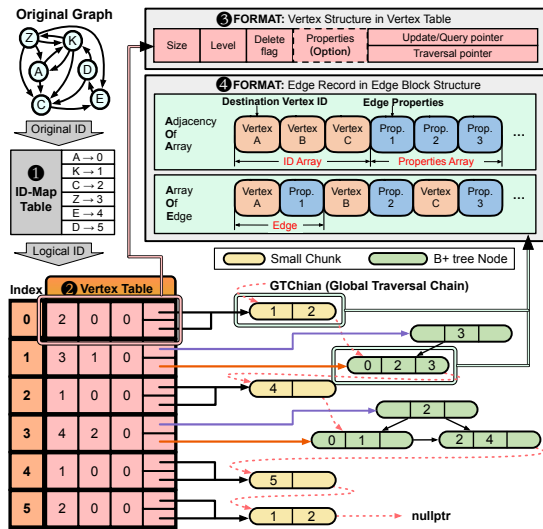 Original Graph
Z
K
A
D
C
E
Original ID
❶
ID-Map
Table
A → 0
K → 1
C → 2
Z → 3
E → 4
D → 5
Logical ID
❸ FORMAT: Vertex Structure in Vertex Table
Size
Level
Delete
flag
Properties
(Option)
Update/Query pointer
Traversal pointer
❹ FORMAT: Edge Record in Edge Block Structure
Destination Vertex ID
Edge Properties
Adjacency
Of
Array
Vertex
A
Vertex
B
Vertex
C
Prop.
1
Prop.
2
Prop.
3
...
ID Array
Properties Array
Array
Of
Edge
Vertex
A
Prop.
1
Vertex
B
Prop.
2
Vertex
C
Prop.
3
...
Edge
Small Chunk
B+ tree Node
Index
❷ Vertex Table
GTChian (Global Traversal Chain)
0
2 0 0
1 2
3
1
3 1 0
0 2 3
2
1 0 0
4
2
3
4 2 0
0 1
2 4
4
1 0 0
5
5
2 0 0
1 2
nullptr